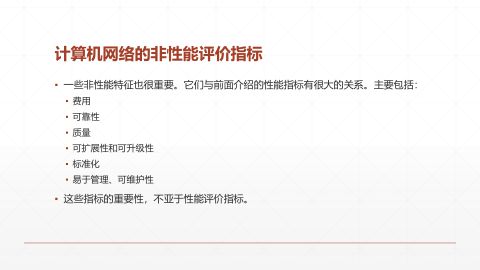 计算机网络的非性能评价指标
一些非性能特征也很重要。它们与前面介绍的性能指标有很大的关系。主要包括：
费用
可靠性
质量
可扩展性和可升级性
标准化
易于管理、可维护性
这些指标的重要性，不亚于性能评价指标。